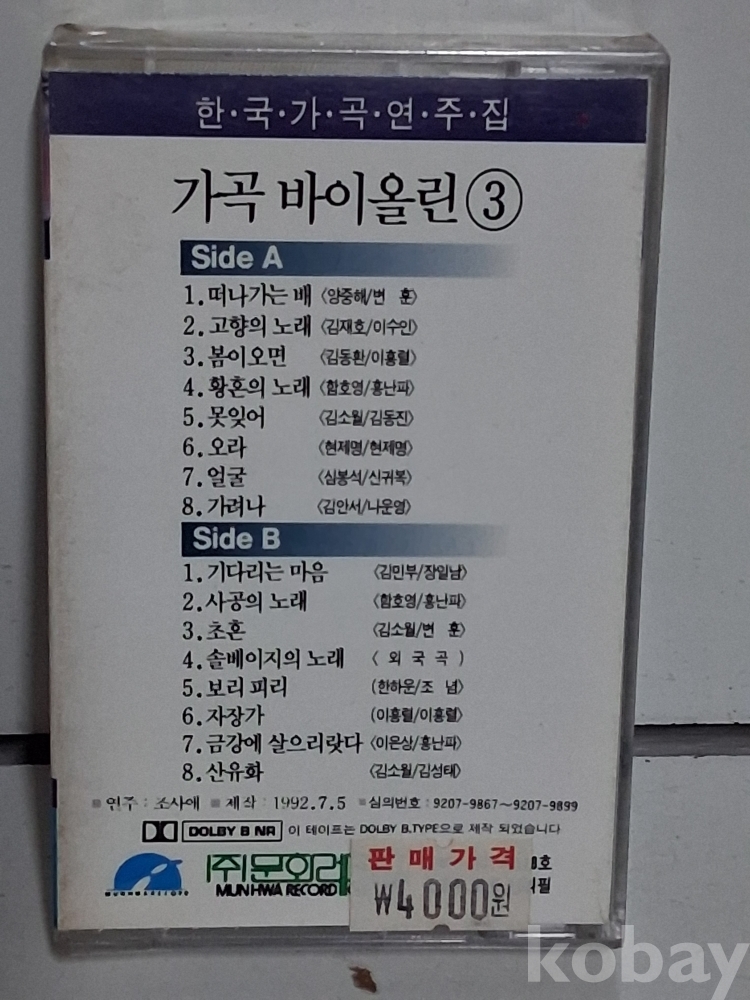 한·국·가·곡·연·주·집
가곡 바이올린 ③
Side A
1.떠나가는 배 〈양중해/변 훈〉
2.고향의 노래 〈김재호/이수인〉
3.봄이오면 〈김동환/이흥렬〉
4.황혼의 노래 〈함호영/홍난파〉
5.못잊어 〈김소월/김동진〉
6.오라 〈현제명/현제명〉
7.얼굴 〈심봉석/신귀복〉
8.가려나 〈김안서/나운영〉
Side B
1.기다리는 마음 〈김민부/장일남〉
2.사공의 노래 〈함호영/홍난파〉
3.초혼 〈김소월/변 훈〉
4.솔베이지의 노래 〈외국곡〉
5.보리 피리 〈한하운/조 념〉
6.자장가 〈이흥렬/이흥렬〉
7.금강에 살으리랏다 〈이은상/홍난파〉
8.산유화 〈김소월/김성태〉
■ 연주 : 조사에 ■ 제작 : 1992.7.5 ■ 심의번호 : 9207-9867~9207-9899
DOLBY B NR 이 테이프는 DOLBY B.TYPE으로 제작 되었습니다
(주)문화레
MUNHWA RECORD
판매가격
₩4000원
kobay